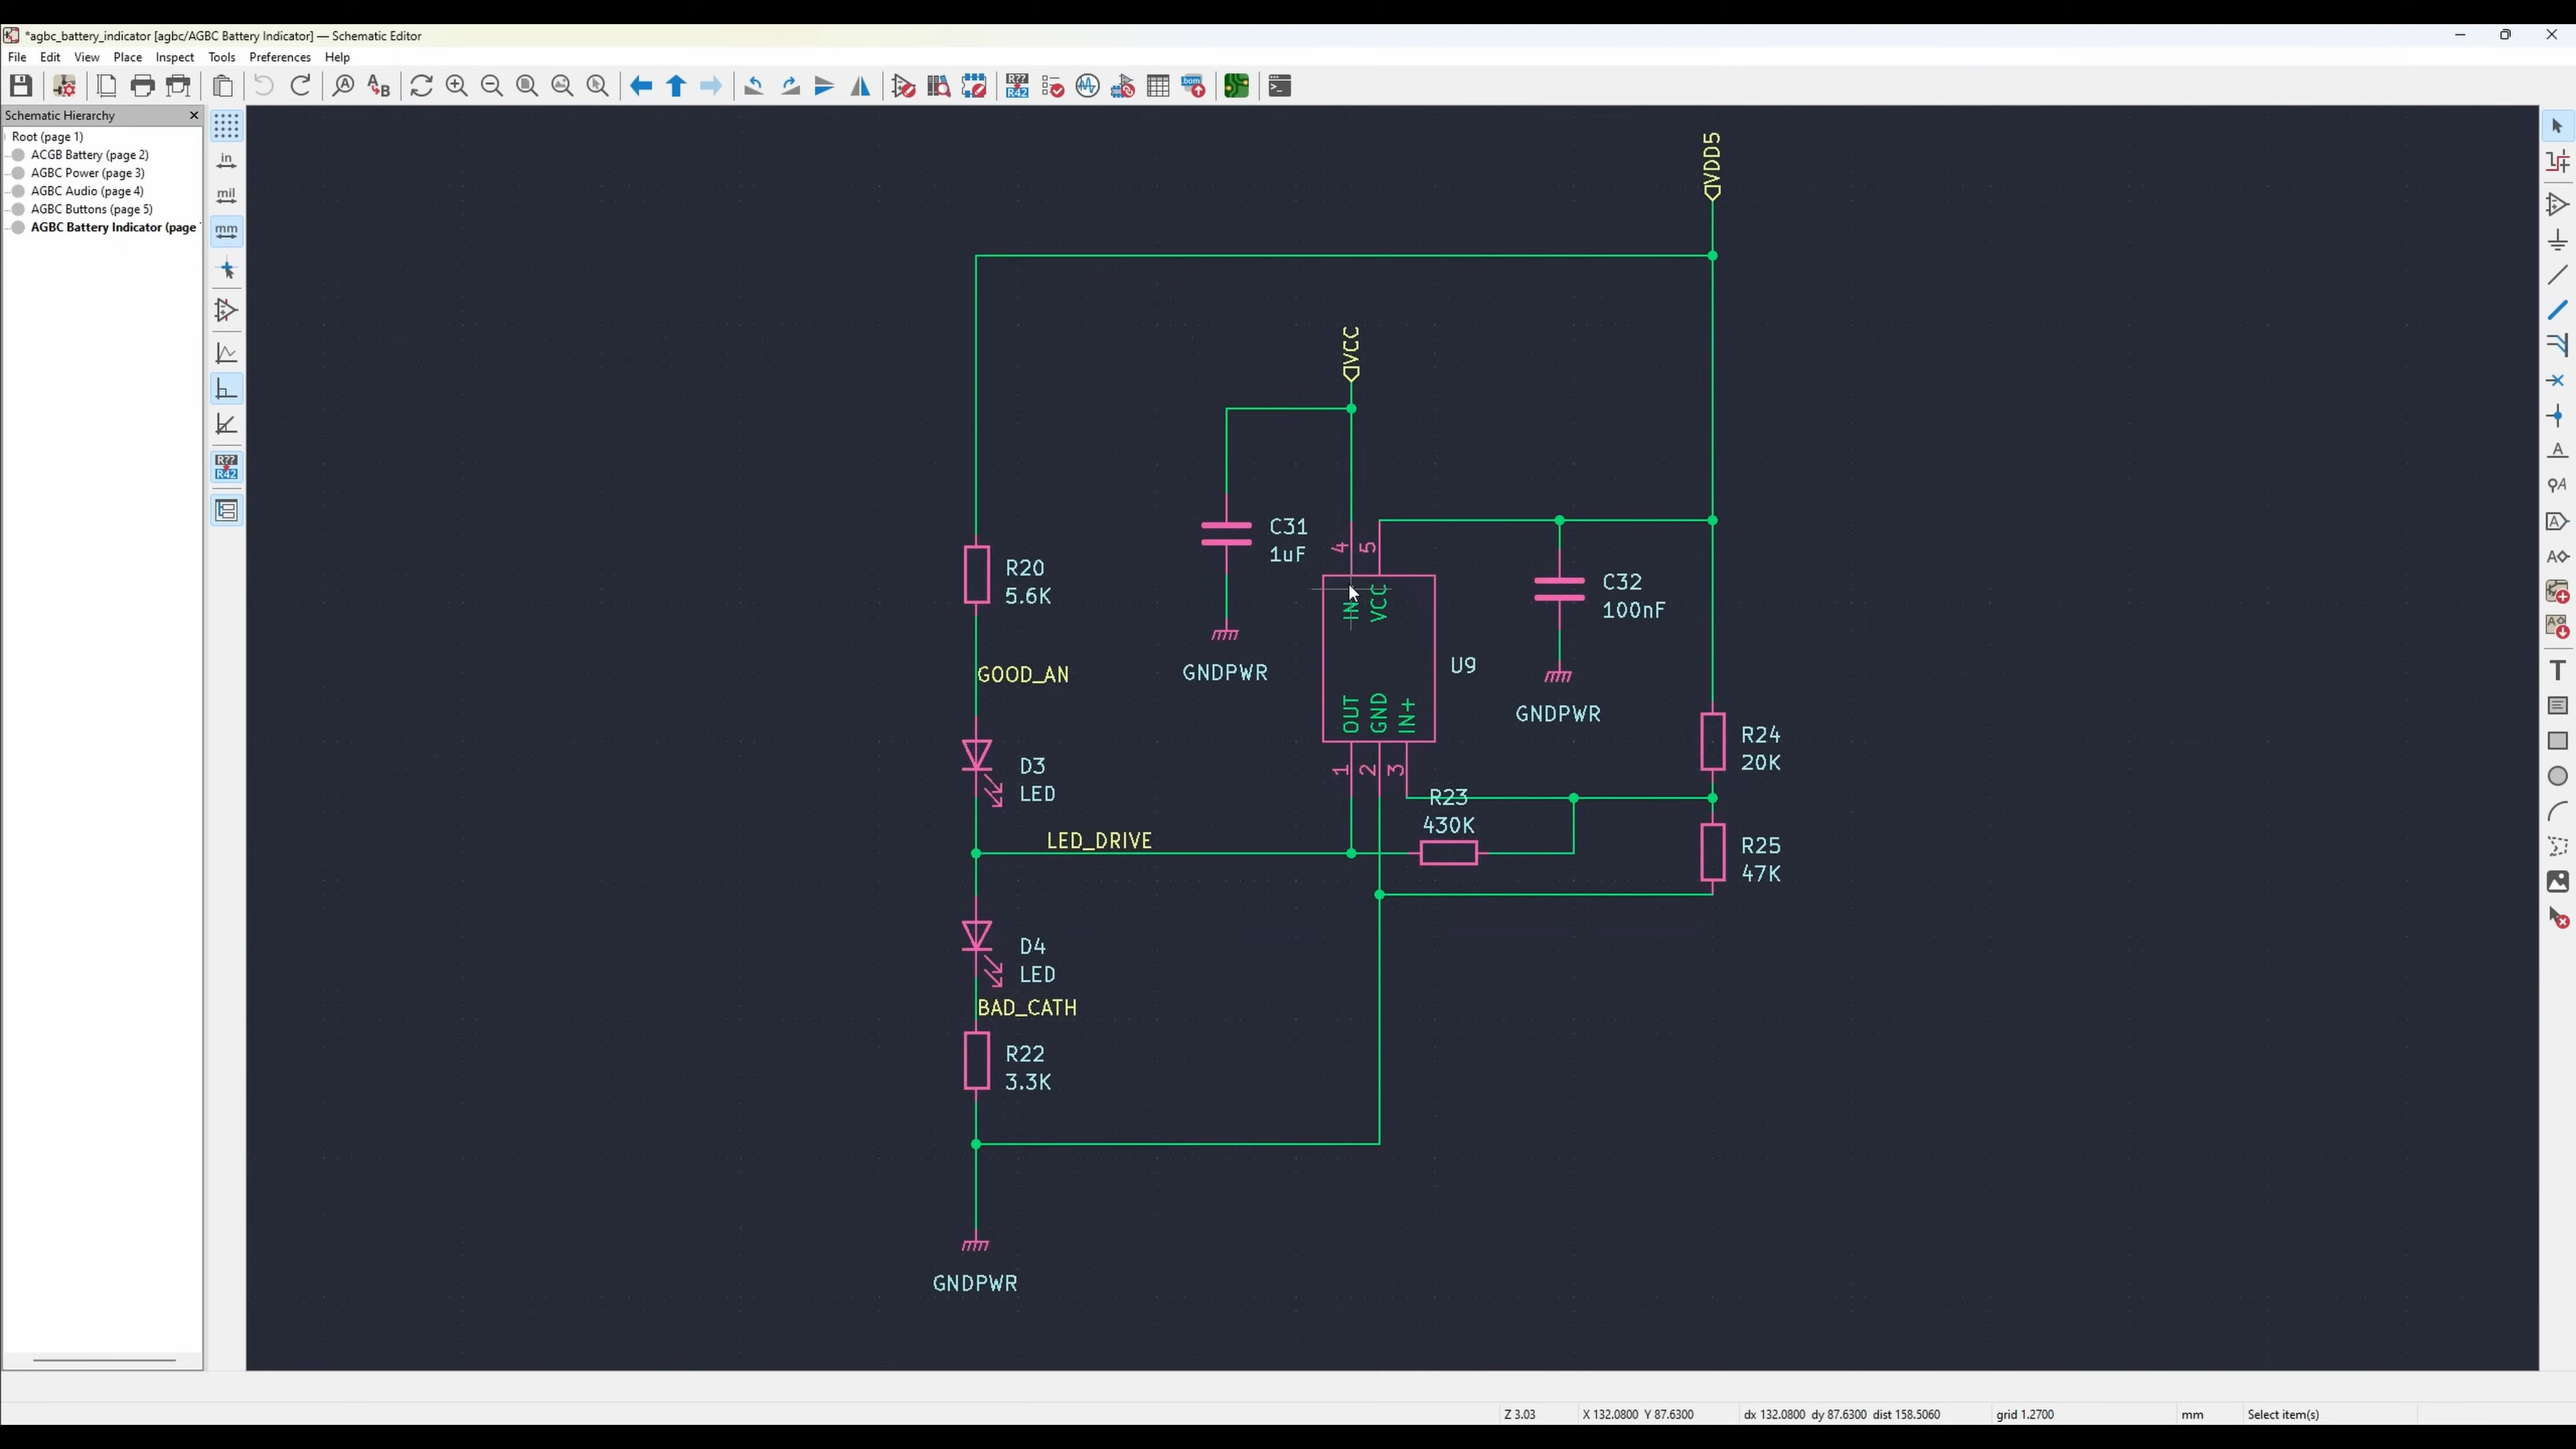 *agbc_battery_indicator [agbc/AGBC Battery Indicator] — Schematic Editor
File Edit View Place Inspect Tools Preferences Help
Schematic Hierarchy
Root (page 1)
ACGB Battery (page 2)
AGBC Power (page 3)
AGBC Audio (page 4)
AGBC Buttons (page 5)
AGBC Battery Indicator (page
in
mil
mm
R??
R42
VDD5
VCC
C31
1uF
4
5
R20
5.6K
IN-
VCC
C32
100nF
GNDPWR
U9
GOOD_AN
OUT
GND
IN+
GNDPWR
R24
20K
D3
LED
1
2
3
R23
430K
LED_DRIVE
R25
47K
D4
LED
BAD_CATH
R22
3.3K
GNDPWR
Z 3.03
X 132.0800 Y 87.6300
dx 132.0800 dy 87.6300 dist 158.5060
grid 1.2700
mm
Select item(s)